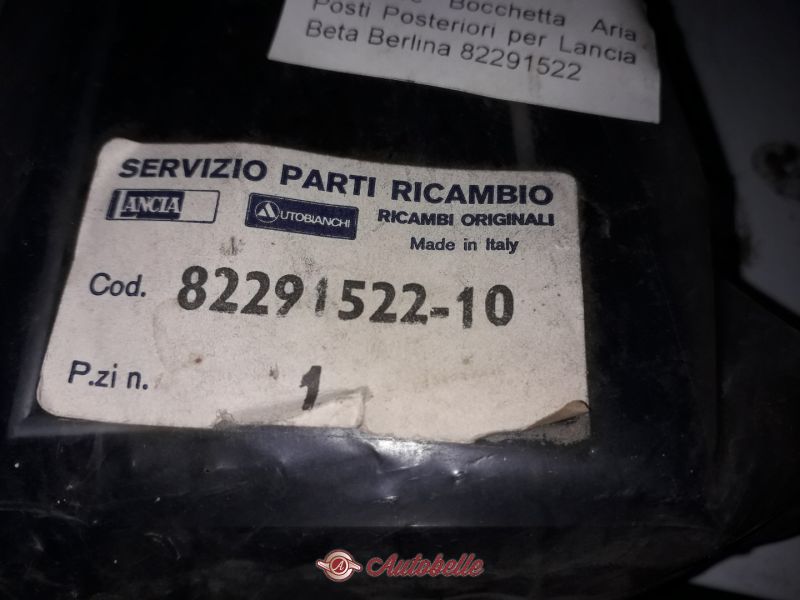 Bocchetta Aria
Posti Posteriori per Lancia
Beta Berlina 82291522
SERVIZIO PARTI RICAMBIO
LANCIA
AUTOBIANCHI
RICAMBI ORIGINALI
Made in Italy
Cod. 82291522-10
P.zi n. 1
Autobelle